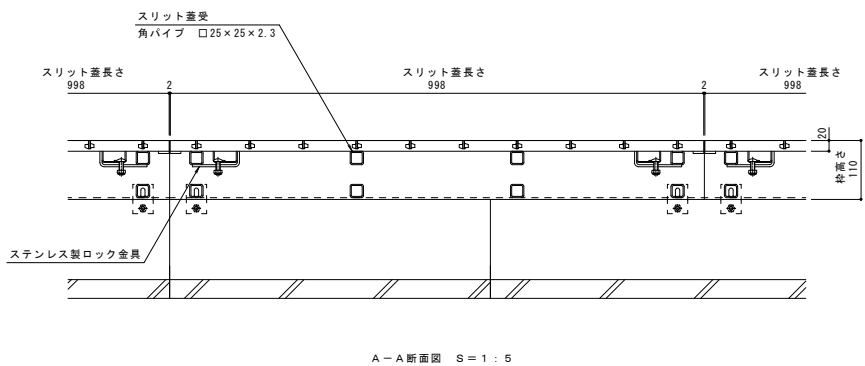 スリット蓋受
角パイプ 口25×25×2.3
スリット蓋長さ
998
2
スリット蓋長さ
998
2
スリット蓋長さ
998
20
枠高さ
110
ステンレス製ロック金具
A－A断面図 S＝1：5